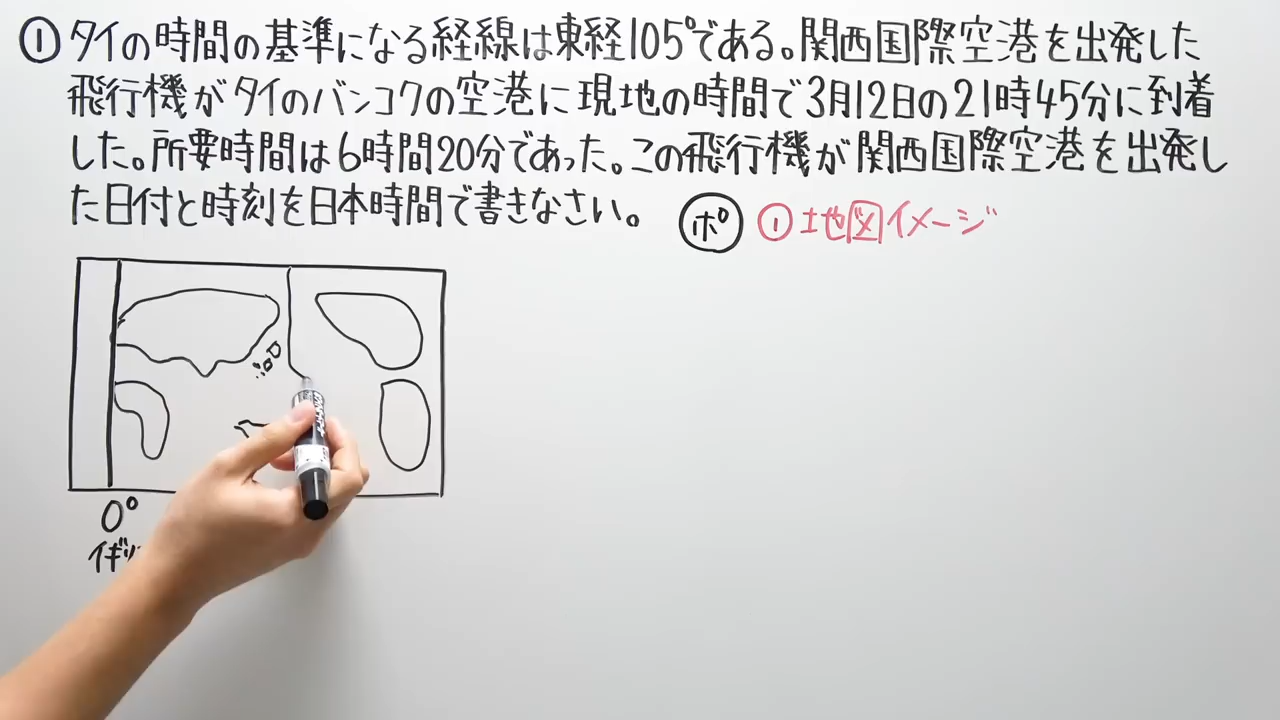 ① タイの時間の基準になる経線は東経105°である。関西国際空港を出発した
飛行機がタイのバンコクの空港に現地の時間で3月12日の21時45分に到着
した。所要時間は6時間20分であった。この飛行機が関西国際空港を出発し
た日付と時刻を日本時間で書きなさい。
ポ ①地図イメージ
0°